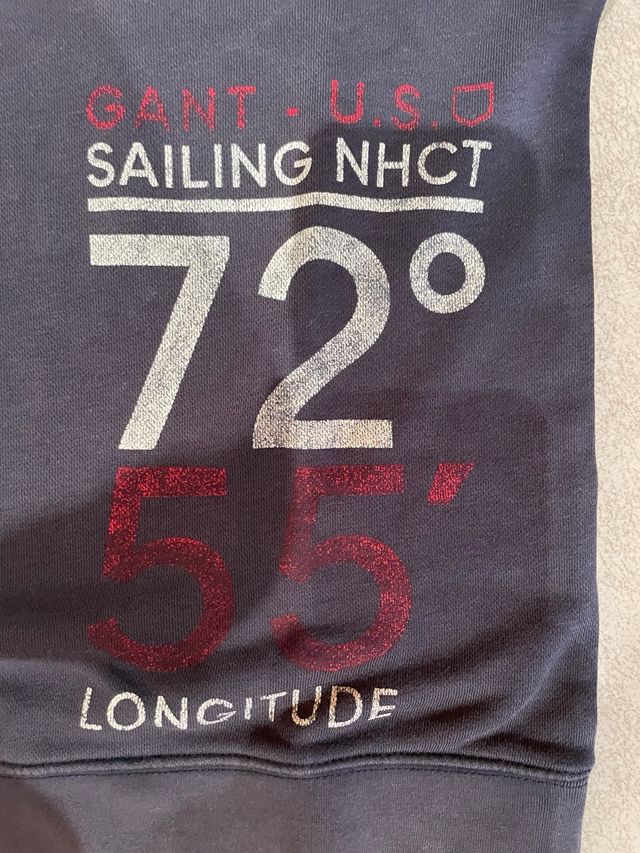 GANT - U.S.
SAILING NHCT
72°
55'
LONGITUDE